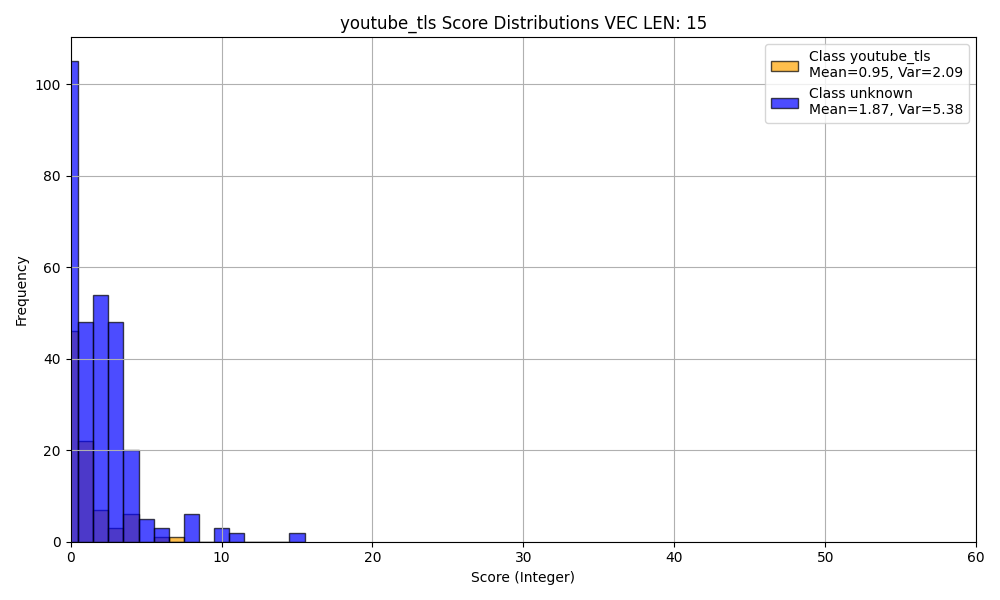 youtube_tls Score Distributions VEC LEN: 15
Class youtube_tls
Mean=0.95, Var=2.09
Class unknown
Mean=1.87, Var=5.38
100
80
60
40
20
0
Frequency
0 10 20 30 40 50 60
Score (Integer)